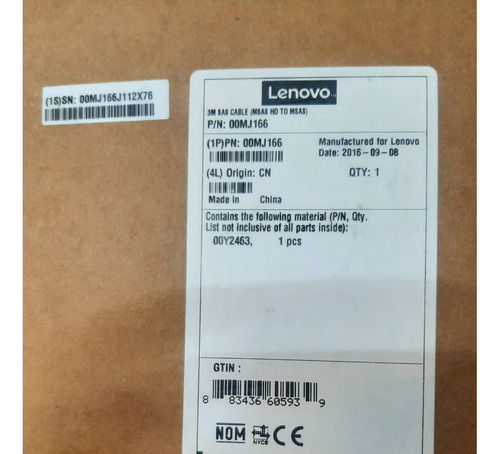 (1S)SN: 00MJ166J112X76
Lenovo
3M SAS CABLE (MSAS HD TO MSAS)
P/N: 00MJ166
(1P)PN: 00MJ166
Manufactured for Lenovo
Date: 2016-09-08
(4L) Origin: CN
QTY: 1
Made in China
Contains the following material (P/N, Qty.
List not inclusive of all parts inside):
00Y2463, 1 pcs
GTIN :
8 83436 60593 9
NOM NYCE CE